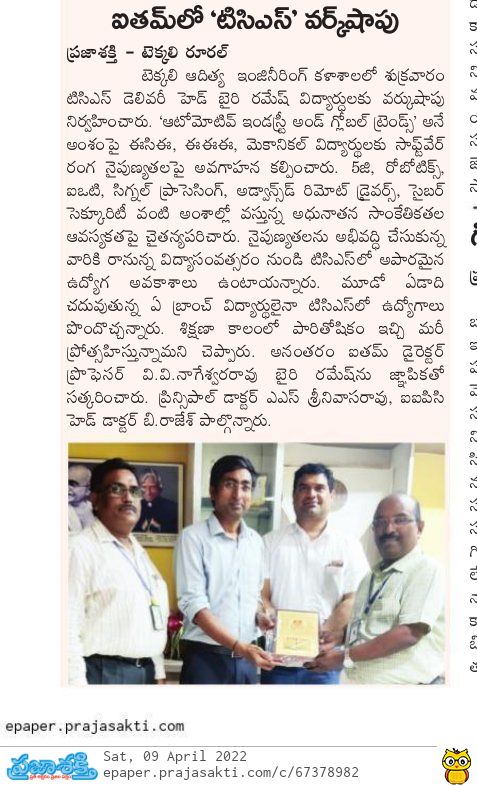 ఐతమ్‌లో ‘టిసిఎస్’ వర్క్‌షాపు
ప్రజాశక్తి - టెక్కలి రూరల్
టెక్కలి ఆదిత్య ఇంజినీరింగ్ కళాశాలలో శుక్రవారం
టిసిఎస్ డెలివరీ హెడ్ బైరి రమేష్ విద్యార్థులకు వర్కుషాపు
నిర్వహించారు. ‘ఆటోమోటివ్ ఇండస్ట్రీ అండ్ గ్లోబల్ ట్రెండ్స్’ అనే
అంశంపై ఈసిఈ, ఈఈఈ, మెకానికల్ విద్యార్థులకు సాఫ్ట్‌వేర్
రంగ నైపుణ్యతలపై అవగాహన కల్పించారు. 5జి, రోబోటిక్స్,
ఐఒటి, సిగ్నల్ ప్రాసెసింగ్, అడ్వాన్స్‌డ్ రిమోట్ డ్రైవర్స్, సైబర్
సెక్యూరిటీ వంటి అంశాల్లో వస్తున్న అధునాతన సాంకేతికతల
ఆవస్యకతపై చైతన్యపరిచారు. నైపుణ్యతలను అభివద్ధి చేసుకున్న
వారికి రానున్న విద్యాసంవత్సరం నుండి టిసిఎస్‌లో అపారమైన
ఉద్యోగ అవకాశాలు ఉంటాయన్నారు. మూడో ఏడాది
చదువుతున్న ఏ బ్రాంచ్ విద్యార్థులైనా టిసిఎస్‌లో ఉద్యోగాలు
పొందొచ్చన్నారు. శిక్షణా కాలంలో పారితోషికం ఇచ్చి మరీ
ప్రోత్సహిస్తున్నామని చెప్పారు. అనంతరం ఐతమ్ డైరెక్టర్
ప్రొఫెసర్ వి.వి.నాగేశ్వరరావు బైరి రమేష్‌ను జ్ఞాపికతో
సత్కరించారు. ప్రిన్సిపాల్ డాక్టర్ ఎఎస్ శ్రీనివాసరావు, ఐఐపిసి
హెడ్ డాక్టర్ బి.రాజేశ్ పాల్గొన్నారు.
epaper.prajasakti.com
ప్రజాశక్తి
Sat, 09 April 2022
epaper.prajasakti.com/c/67378982